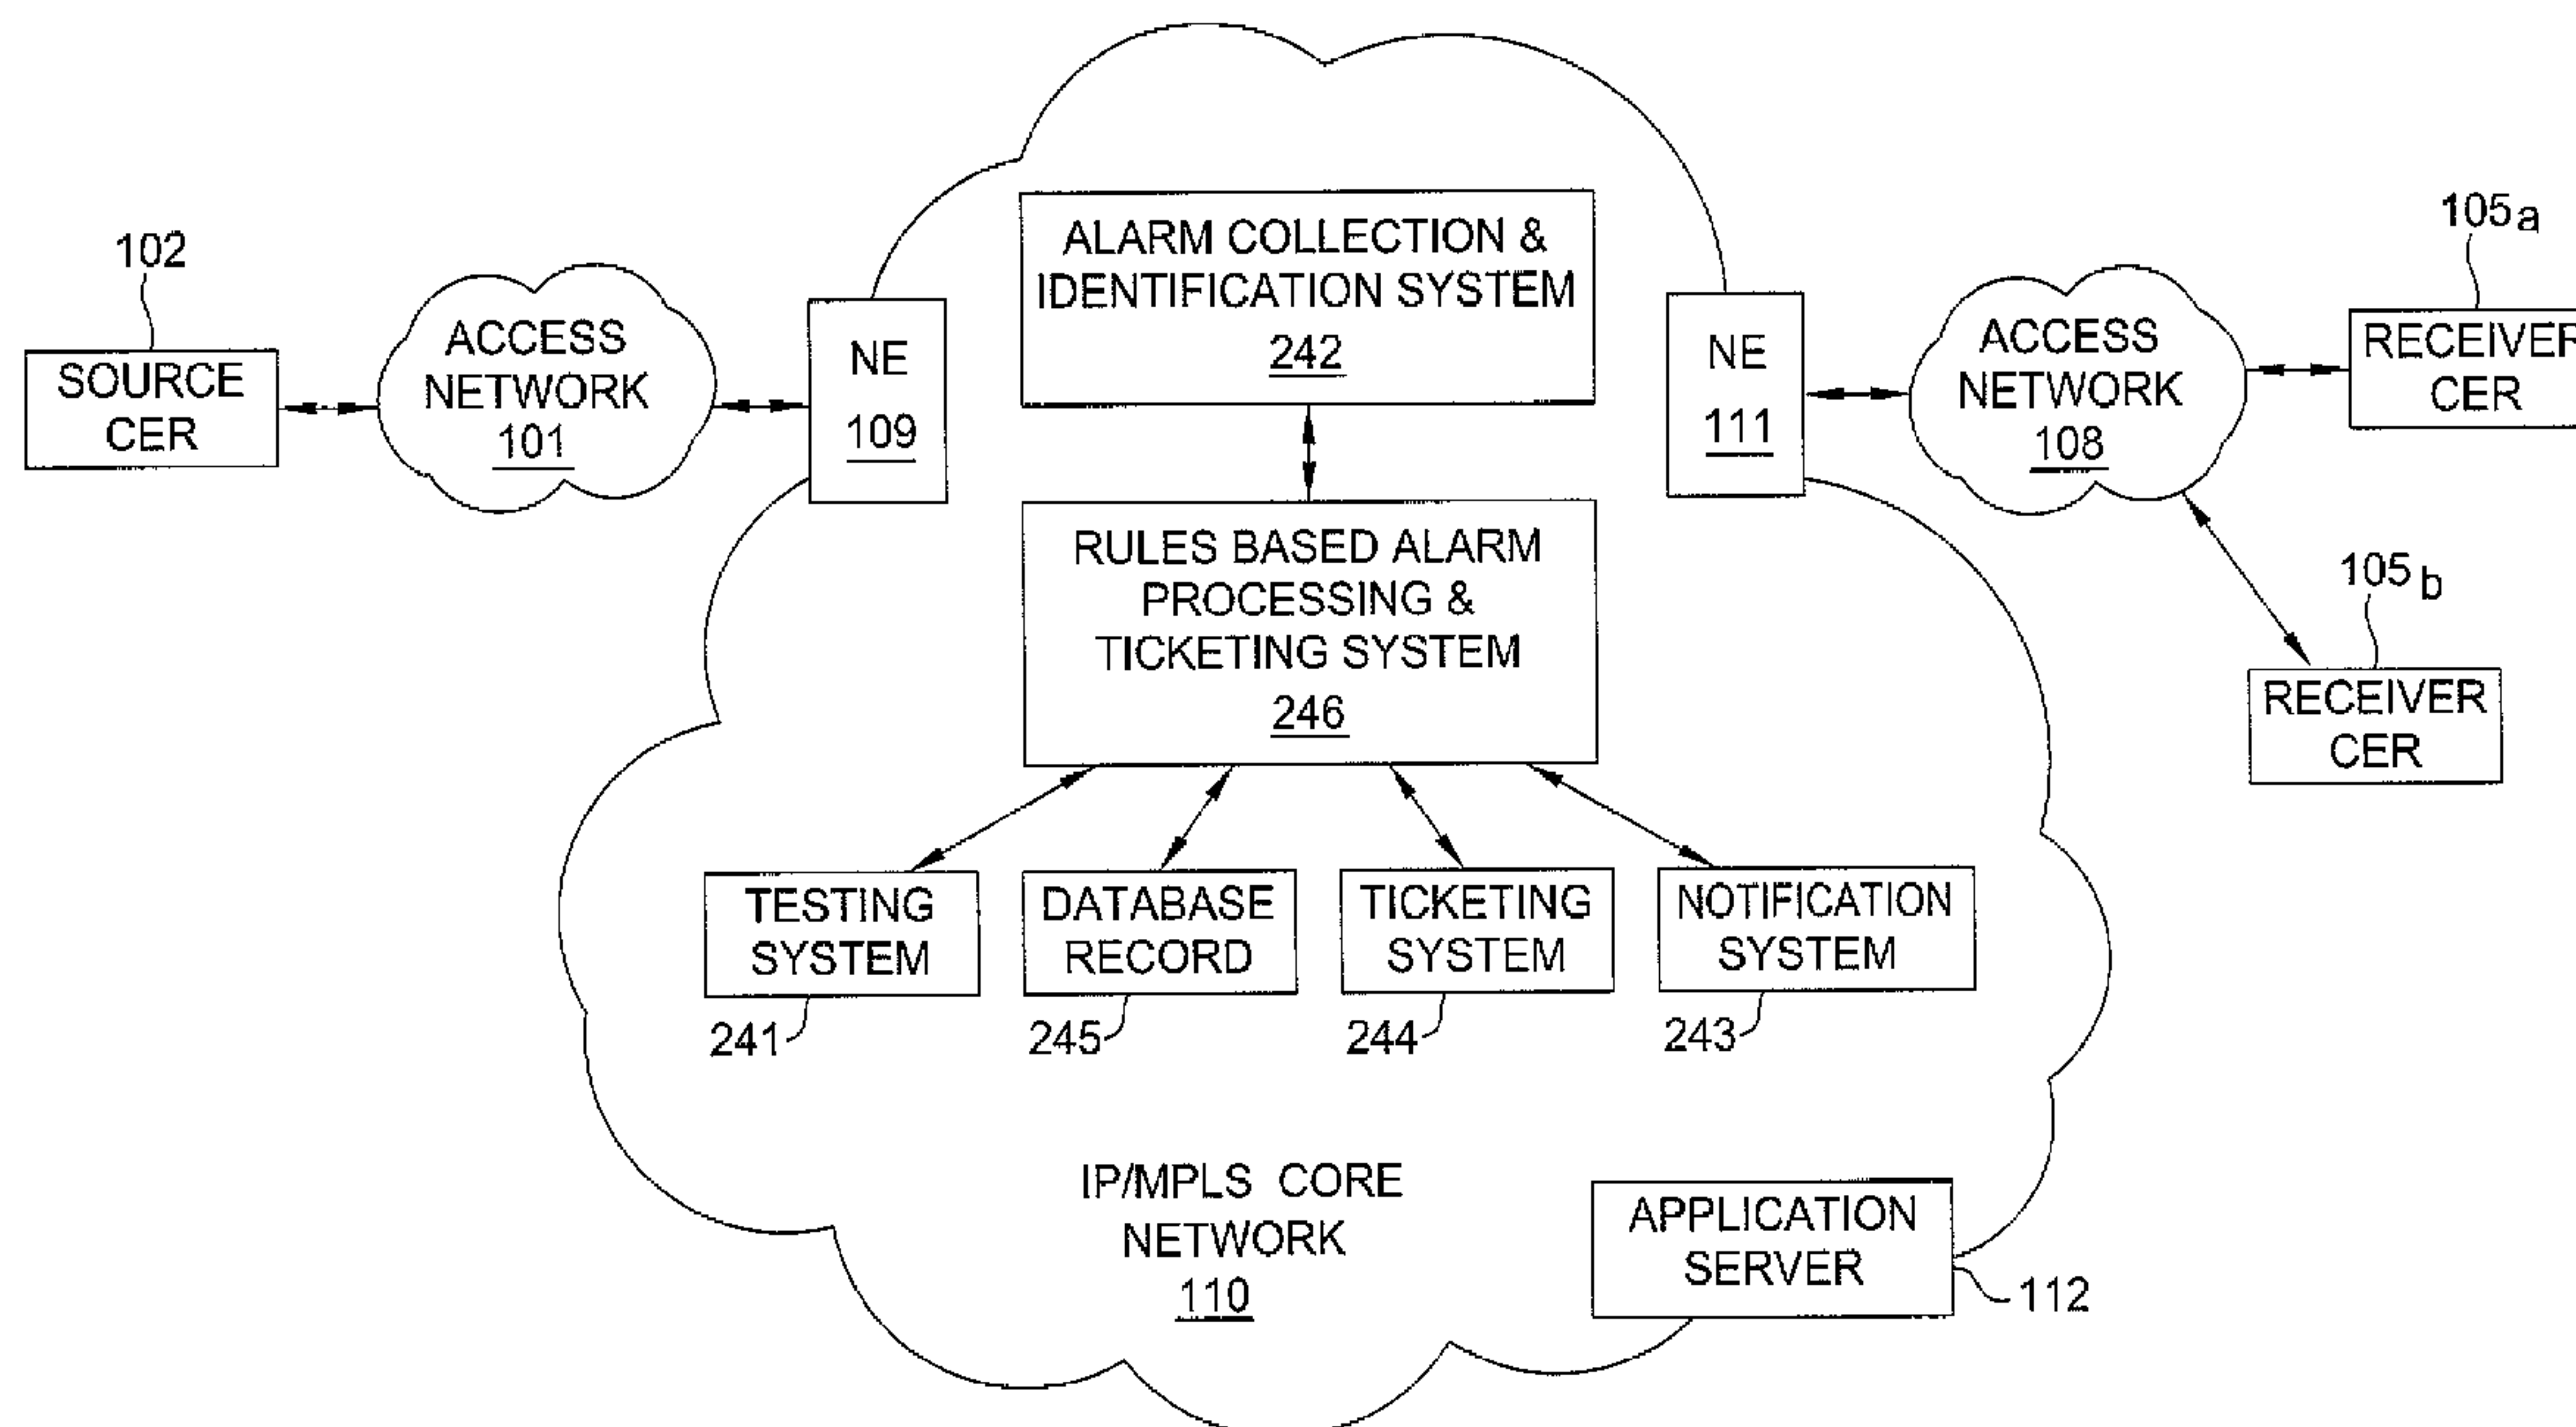 102
SOURCE
CER
ACCESS
NETWORK
101
NE
109
ALARM COLLECTION &
IDENTIFICATION SYSTEM
242
RULES BASED ALARM
PROCESSING &
TICKETING SYSTEM
246
NE
111
ACCESS
NETWORK
108
105a
RECEIVER
CER
105b
RECEIVER
CER
TESTING
SYSTEM
241
DATABASE
RECORD
245
TICKETING
SYSTEM
244
NOTIFICATION
SYSTEM
243
IP/MPLS CORE
NETWORK
110
APPLICATION
SERVER
112